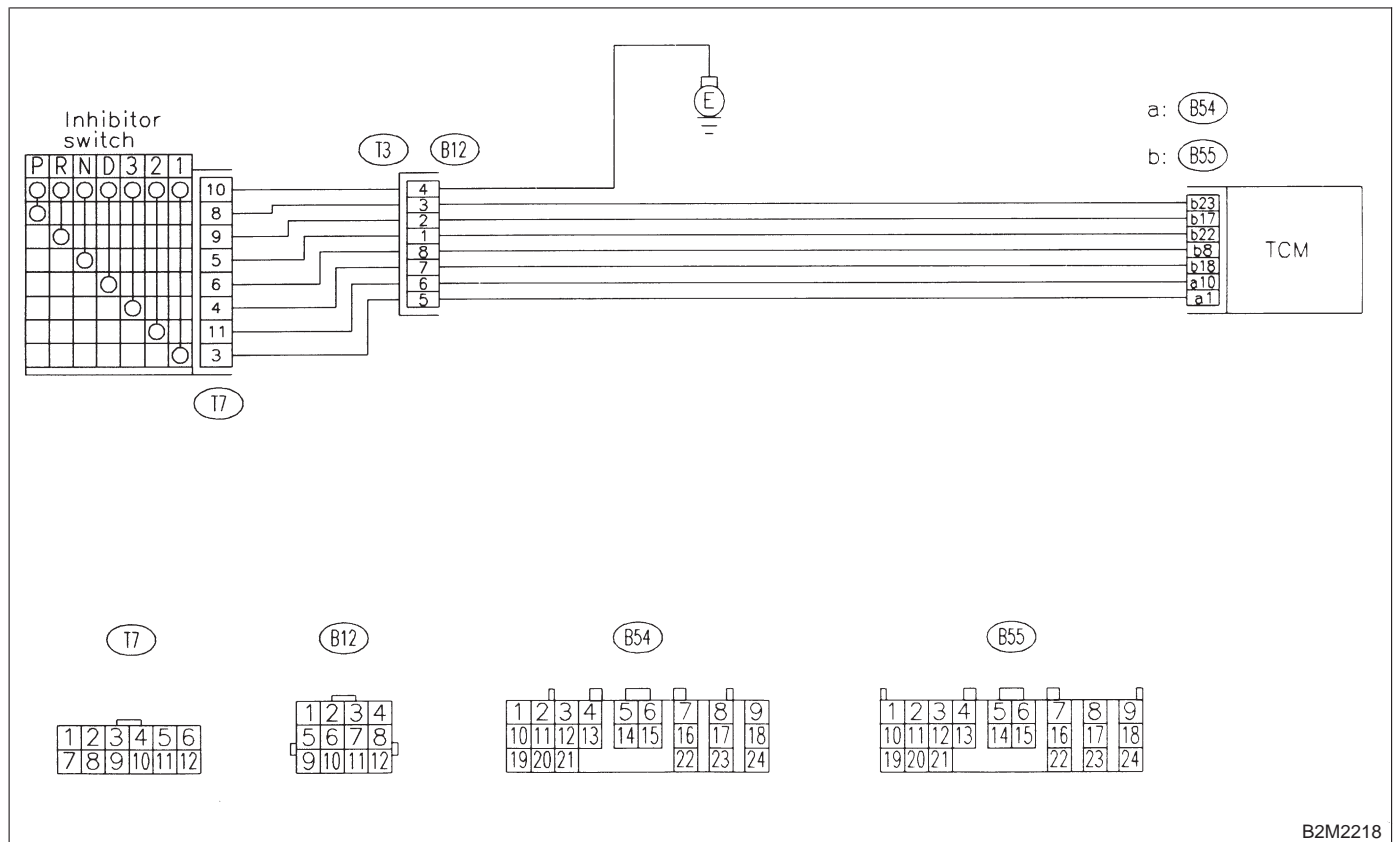 E
a: B54
Inhibitor
switch
T3 B12
b: B55
P R N D 3 2 1
10 4
8 3 b23
9 2 b17
5 1 b22
6 8 b8
4 7 b18
11 6 a10
3 5 a1
TCM
T7
T7 B12 B54 B55
1 2 3 4 5 6
7 8 9 10 11 12
1 2 3 4
5 6 7 8
9 10 11 12
1 2 3 4 5 6 7 8 9
10 11 12 13 14 15 16 17 18
19 20 21 22 23 24
1 2 3 4 5 6 7 8 9
10 11 12 13 14 15 16 17 18
19 20 21 22 23 24
B2M2218